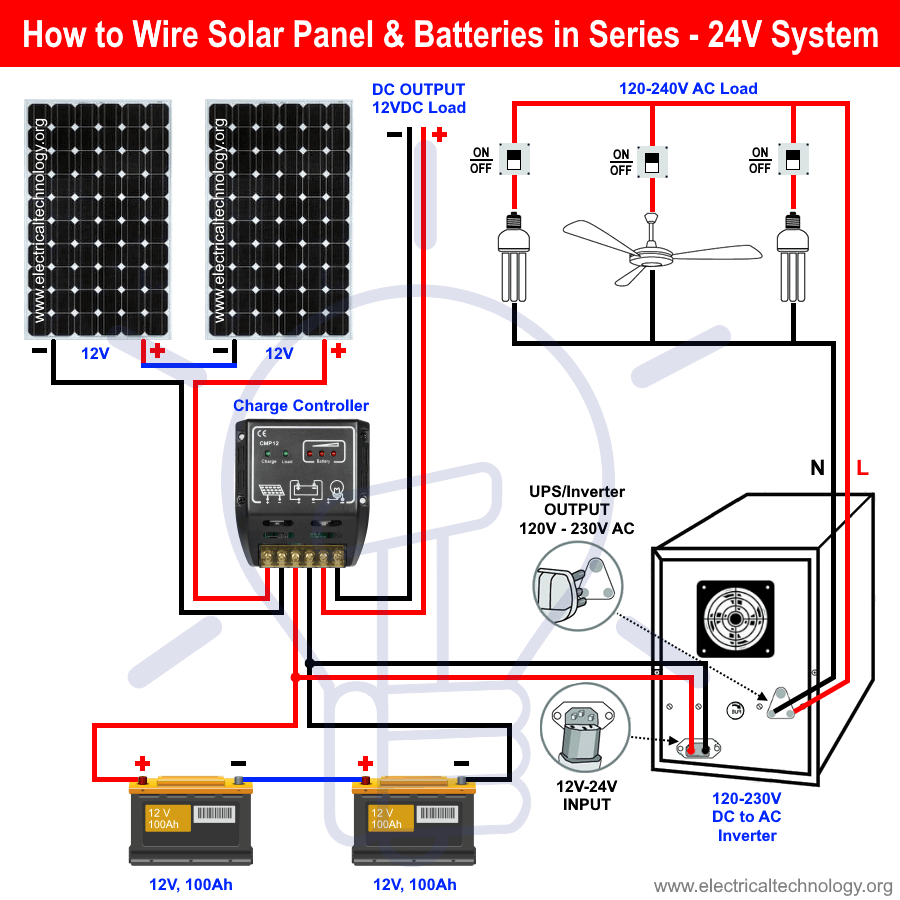 How to Wire Solar Panel & Batteries in Series - 24V System
DC OUTPUT
12VDC Load
− +
120-240V AC Load
ON
OFF
ON
OFF
ON
OFF
www.electricaltechnology.org
www.electricaltechnology.org
− 12V +
− 12V +
Charge Controller
CE
CMP12
Charge Load Battery
N L
UPS/Inverter
OUTPUT
120V - 230V AC
12V-24V
INPUT
+ −
+ −
12 V
100Ah
12 V
100Ah
12V, 100Ah
12V, 100Ah
120-230V
DC to AC
Inverter
www.electricaltechnology.org